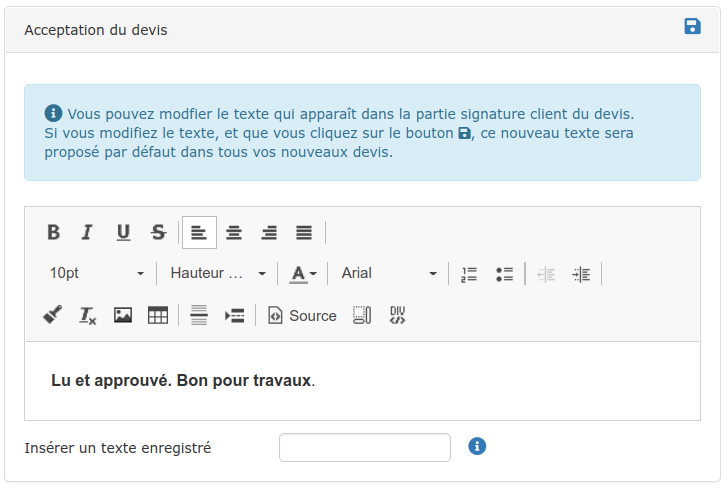 Acceptation du devis
Vous pouvez modfier le texte qui apparaît dans la partie signature client du devis.
Si vous modifiez le texte, et que vous cliquez sur le bouton , ce nouveau texte sera
proposé par défaut dans tous vos nouveaux devis.
B I U S
10pt Hauteur ... A Arial
Source DIV
Lu et approuvé. Bon pour travaux.
Insérer un texte enregistré